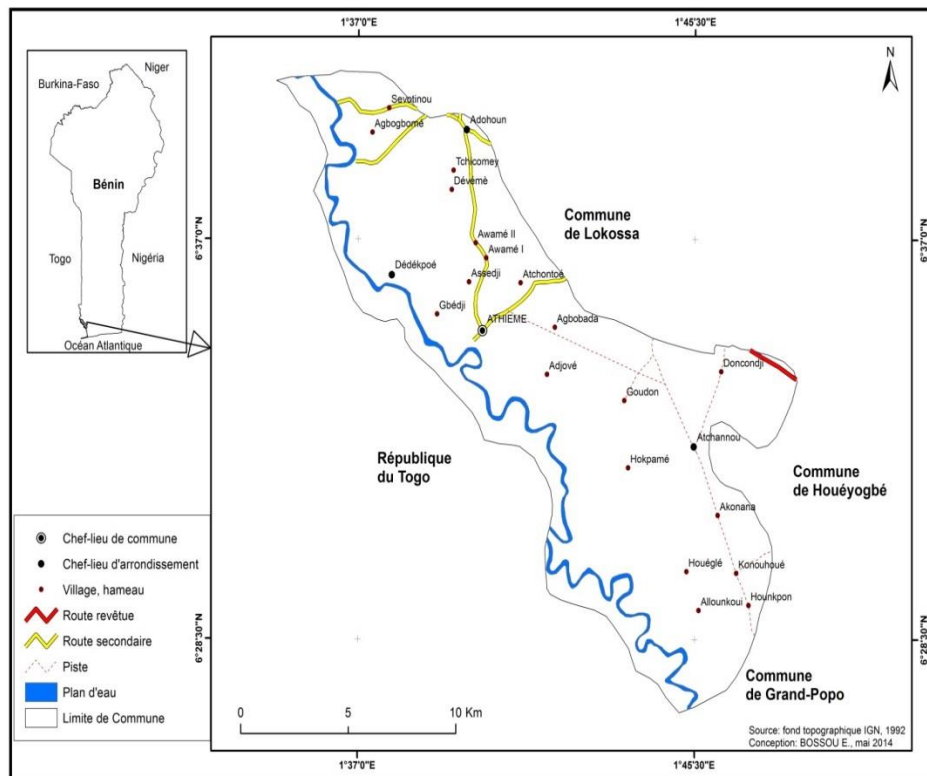 1°37'0"E
1°45'30"E
Niger
Burkina-Faso
Bénin
Togo
Nigéria
Océan Atlantique
N
Sevotinou
Agbogbomé
Adohoun
Tchicomey
Dévémè
Commune
de Lokossa
6°37'0"N
6°37'0"N
Awamé II
Awamé I
Dédékpoé
Assedji
Atchontoé
Gbédji
ATHIEME
Agbobada
Adjové
Doncondji
Goudon
Atchannou
République
du Togo
Hokpamé
Commune
de Houéyogbé
Akonana
Houéglé
Konouhoué
Allounkoui
Hounkpon
6°28'30"N
6°28'30"N
Commune
de Grand-Popo
Chef-lieu de commune
Chef-lieu d'arrondissement
Village, hameau
Route revêtue
Route secondaire
Piste
Plan d'eau
Limite de Commune
0 5 10 Km
Source: fond topographique IGN, 1992
Conception: BOSSOU E., mai 2014
1°37'0"E
1°45'30"E